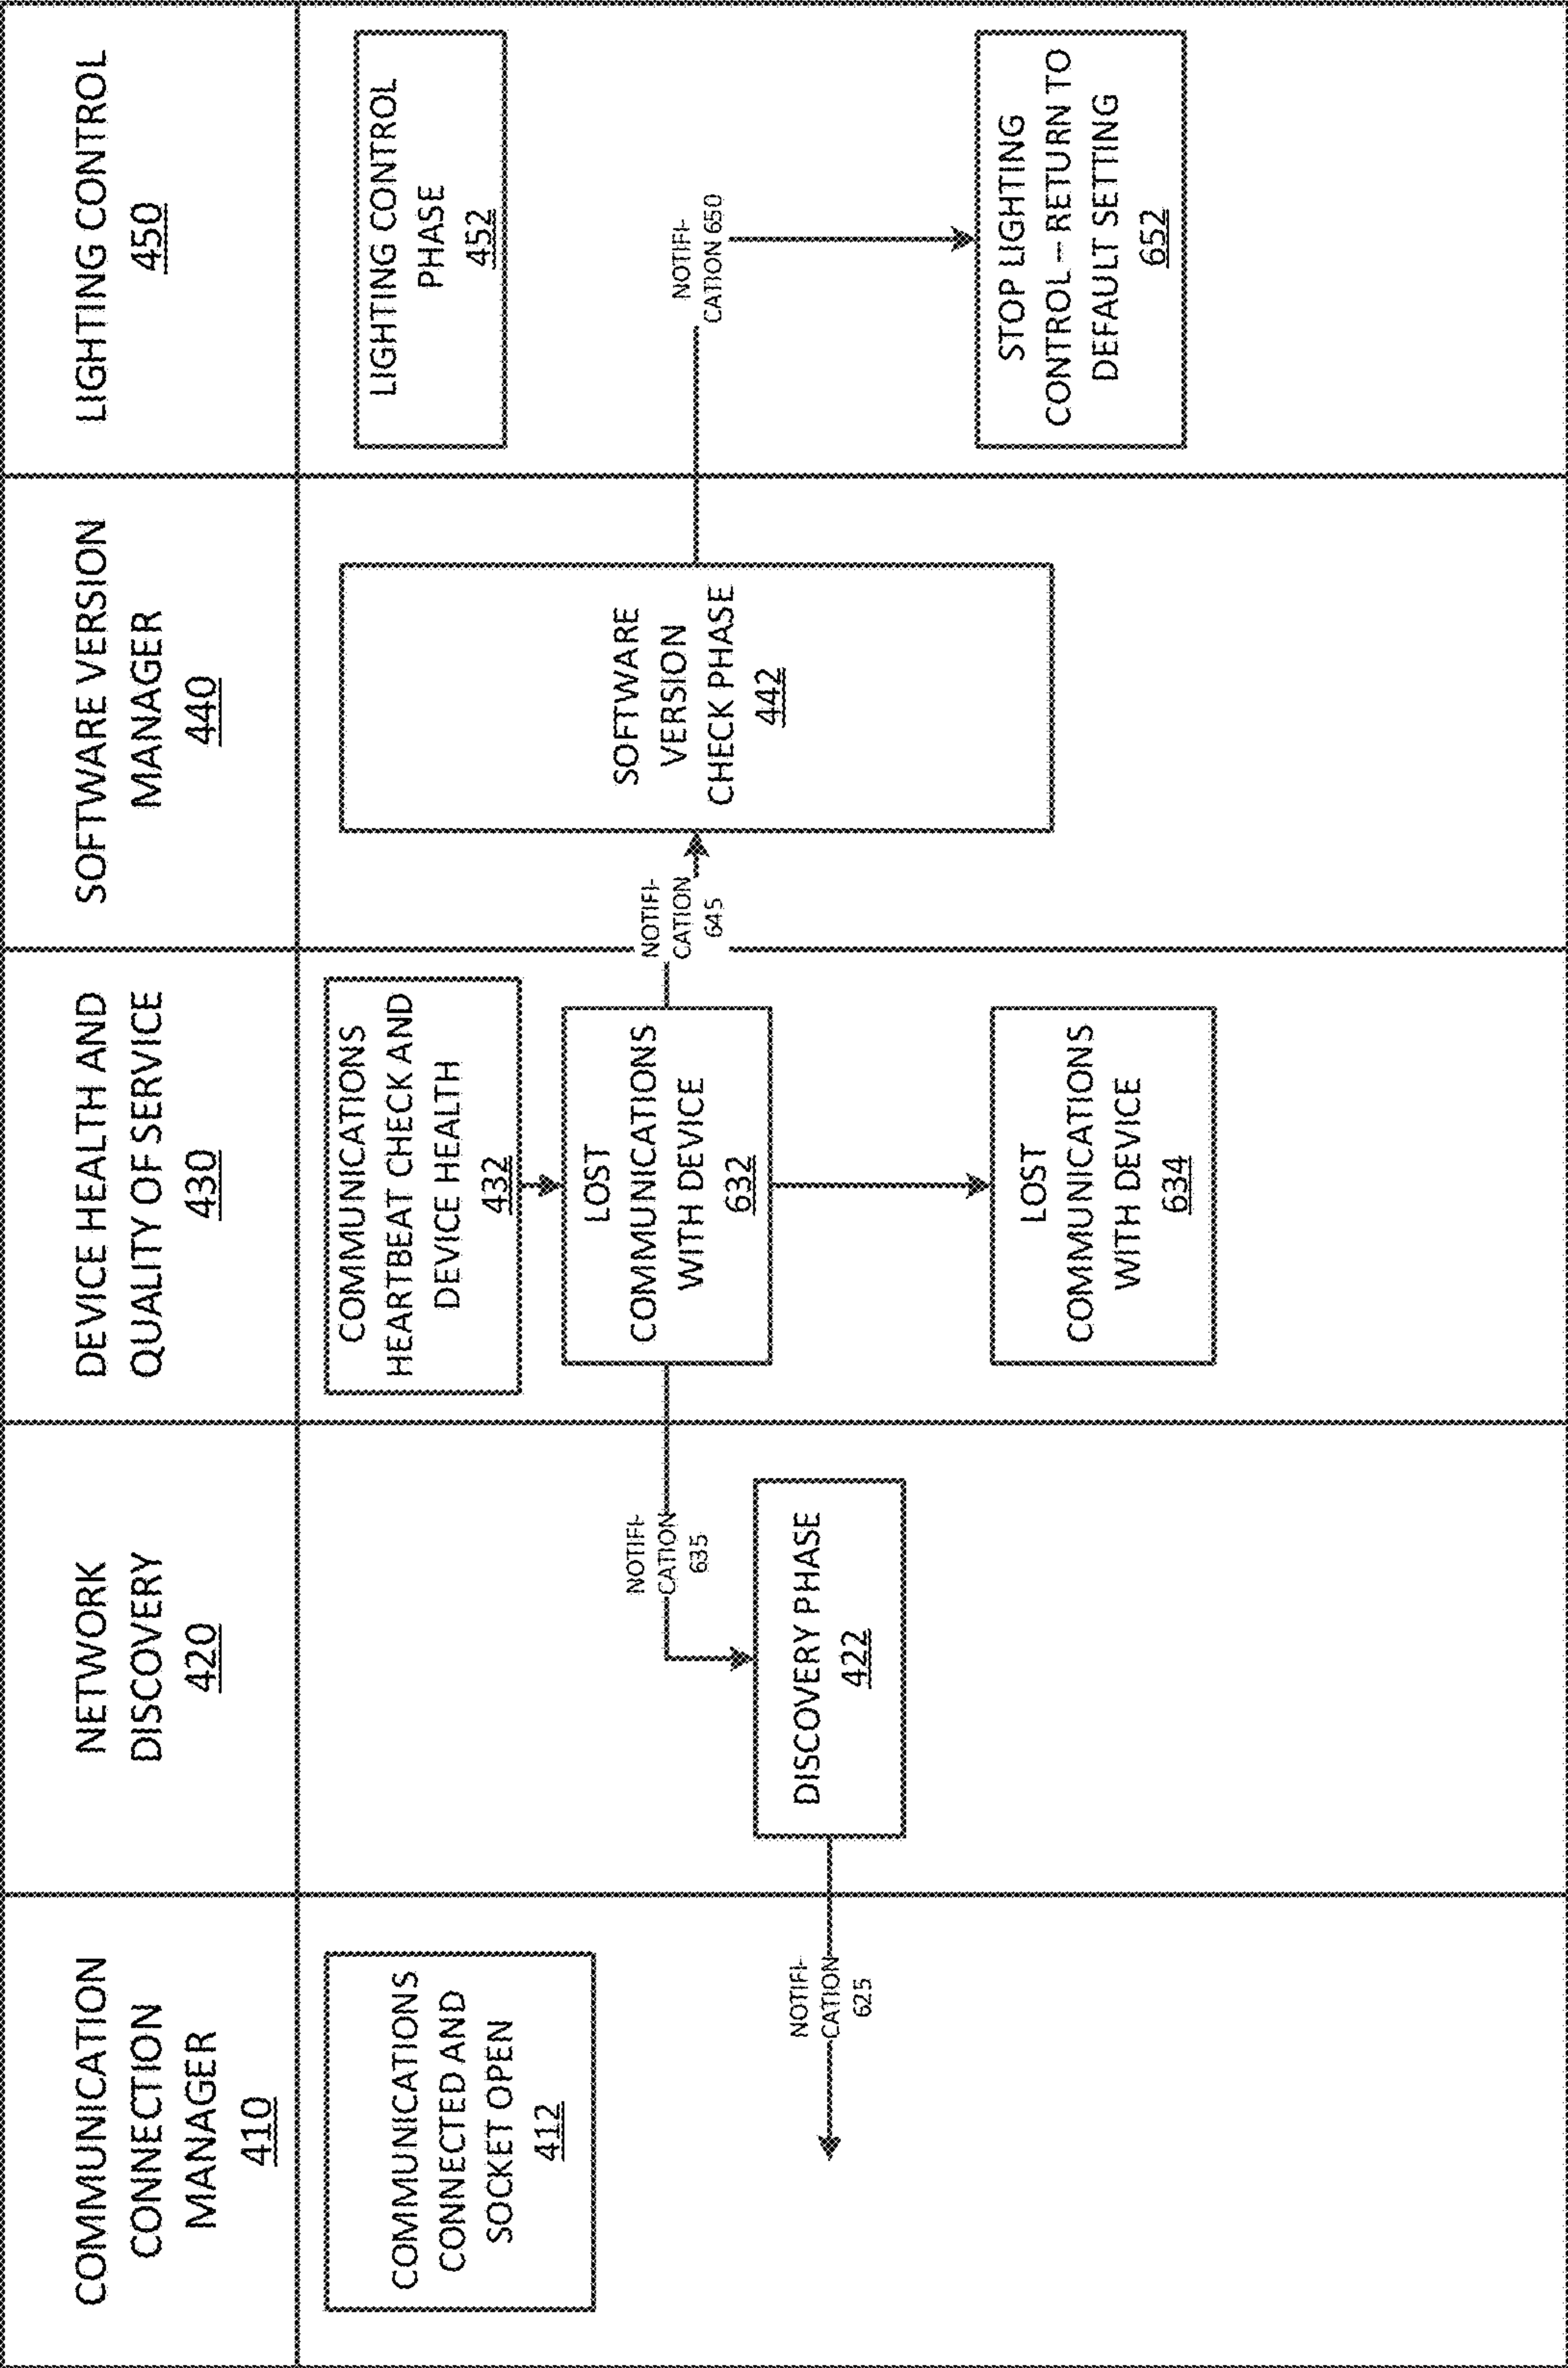 COMMUNICATION
CONNECTION
MANAGER
410
NETWORK
DISCOVERY
420
DEVICE HEALTH AND
QUALITY OF SERVICE
430
SOFTWARE VERSION
MANAGER
440
LIGHTING CONTROL
450
COMMUNICATIONS
CONNECTED AND
SOCKET OPEN
412
NOTIFI-
CATION
625
NOTIFI-
CATION
635
DISCOVERY PHASE
422
COMMUNICATIONS
HEARTBEAT CHECK AND
DEVICE HEALTH
432
LOST
COMMUNICATIONS
WITH DEVICE
632
LOST
COMMUNICATIONS
WITH DEVICE
634
NOTIFI-
CATION
645
SOFTWARE
VERSION
CHECK PHASE
442
LIGHTING CONTROL
PHASE
452
NOTIFI-
CATION 650
STOP LIGHTING
CONTROL – RETURN TO
DEFAULT SETTING
652